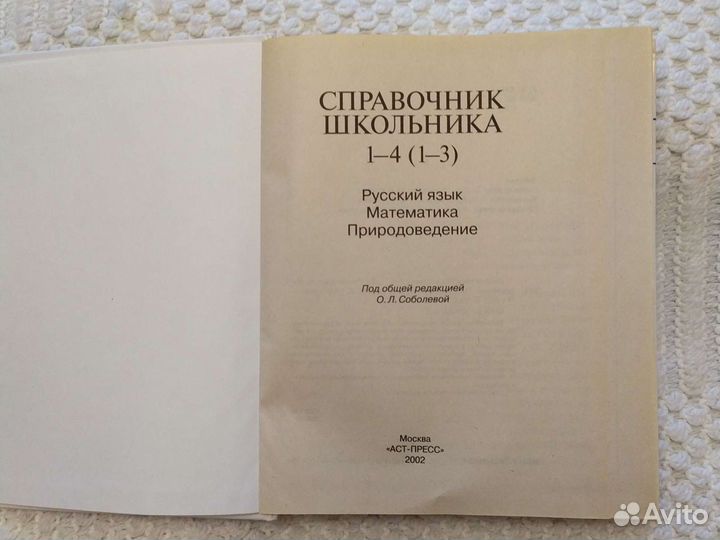 СПРАВОЧНИК
ШКОЛЬНИКА
1–4 (1–3)
Русский язык
Математика
Природоведение
Под общей редакцией
О. Л. Соболевой
Москва
«АСТ-ПРЕСС»
2002
Avito